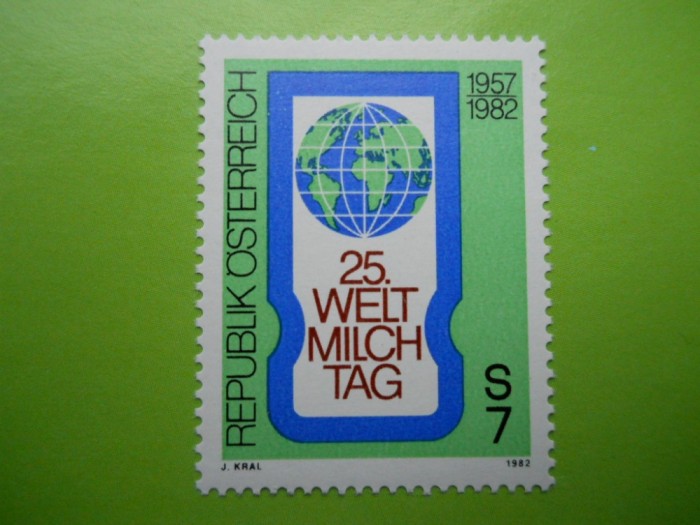 REPUBLIK ÖSTERREICH
1957
1982
25.
WELT
MILCH
TAG
S
7
J. KRAL
1982